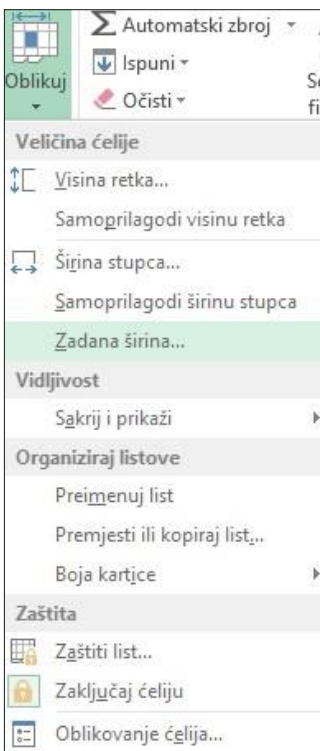 Automatski zbroj
Ispuni
Oblikuj
Očisti
fi
Veličina ćelije
Visina retka...
Samoprilagodi visinu retka
Širina stupca...
Samoprilagodi širinu stupca
Zadana širina...
Vidljivost
Sakrij i prikaži
Organiziraj listove
Preimenuj list
Premjesti ili kopiraj list...
Boja kartice
Zaštita
Zaštiti list...
Zaključaj ćeliju
Oblikovanje ćelija...